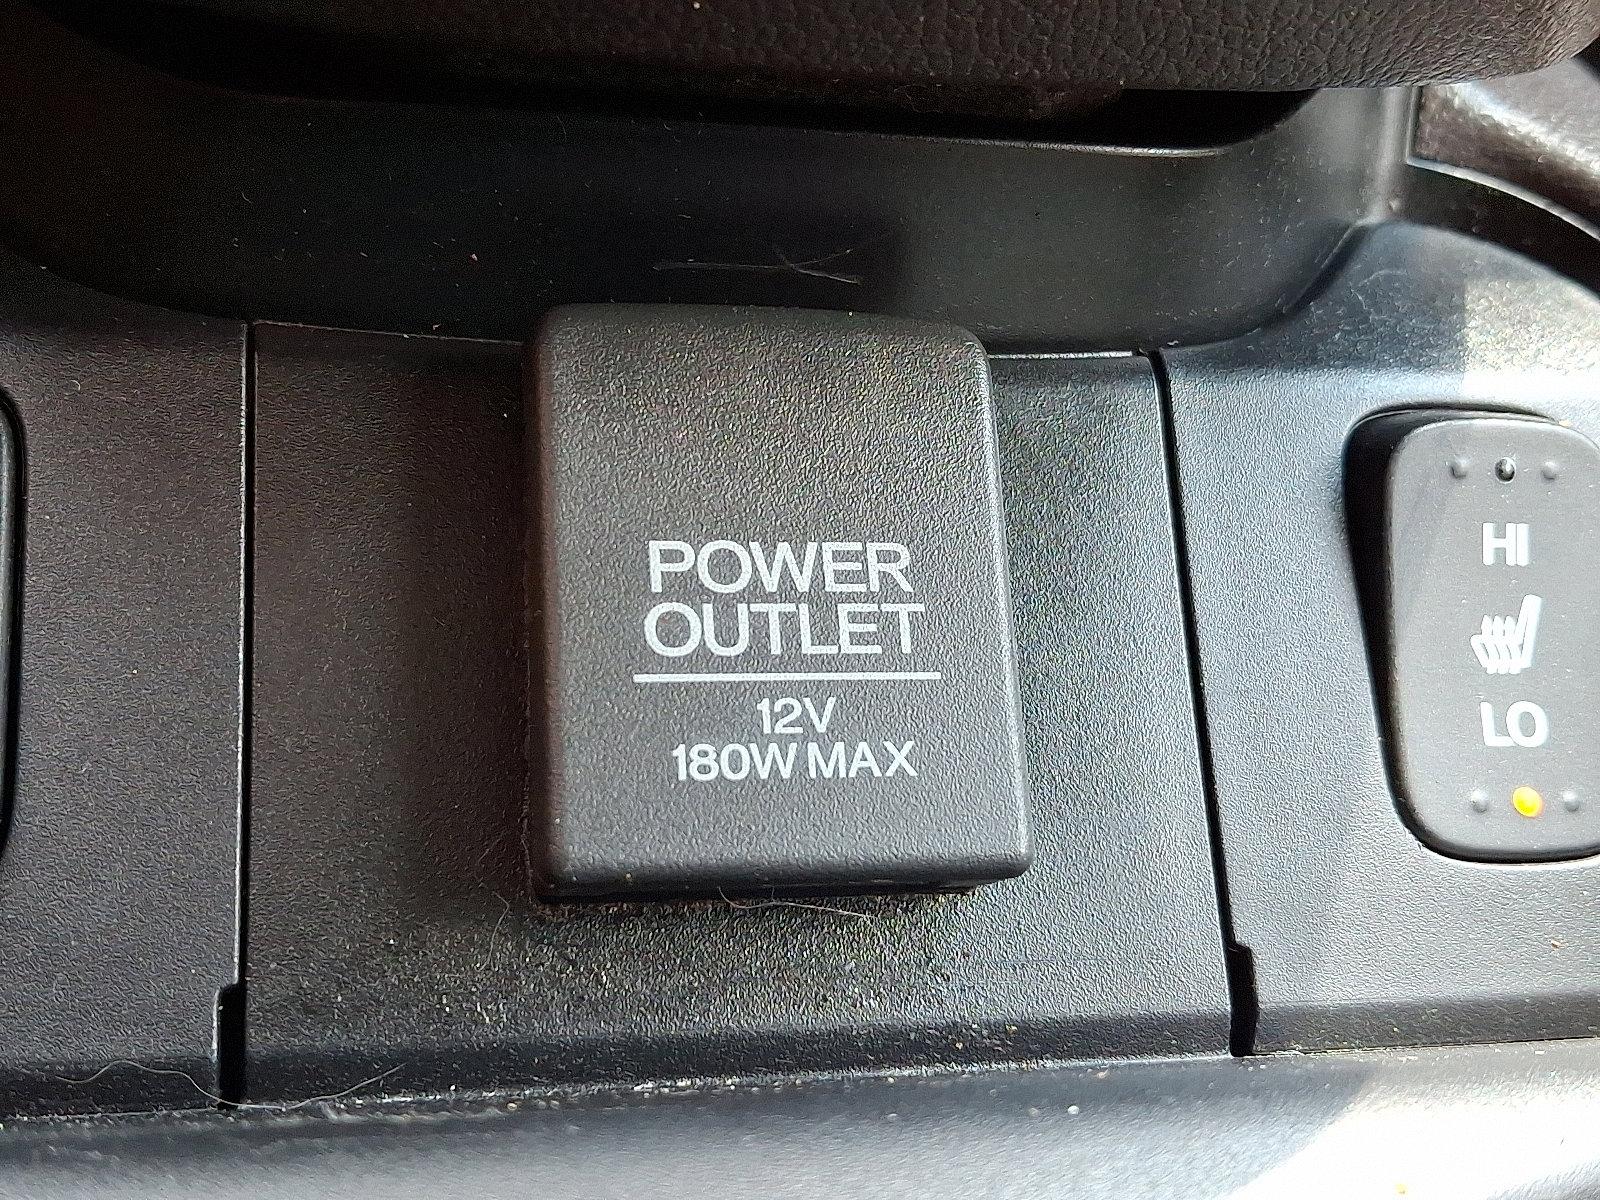 POWER
OUTLET
12V
180W MAX
HI
LO